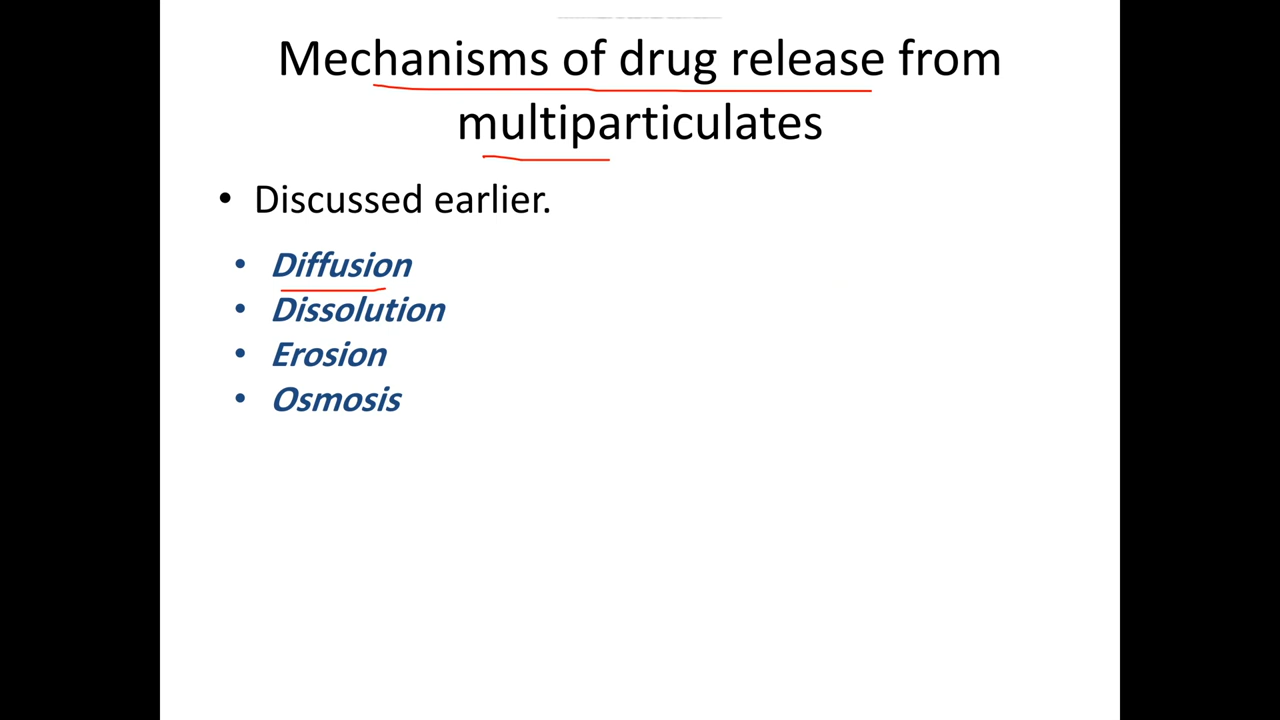 Mechanisms of drug release from
multiparticulates
• Discussed earlier.
• Diffusion
• Dissolution
• Erosion
• Osmosis